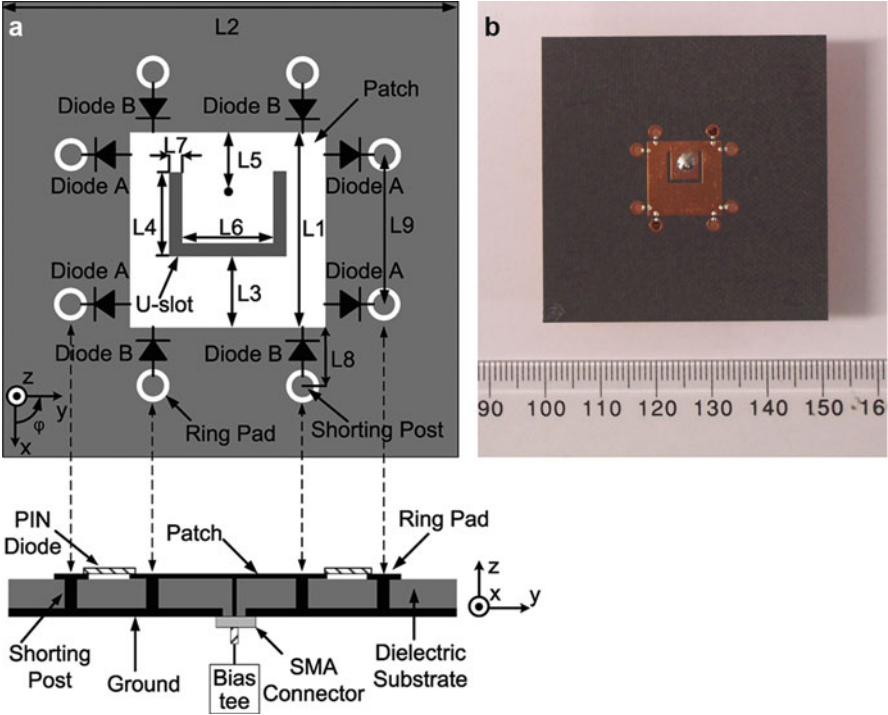 a
L2
Diode B
Diode B
Patch
L7
L5
Diode A
Diode A
L4
L6
L1
L9
Diode A
Diode A
U-slot
L3
Diode B
Diode B
L8
z
y
φ
x
Ring Pad
Shorting Post
b
90 100 110 120 130 140 150 16
PIN
Diode
Patch
Ring Pad
z
x
y
Shorting
Post
Ground
Bias
tee
SMA
Connector
Dielectric
Substrate